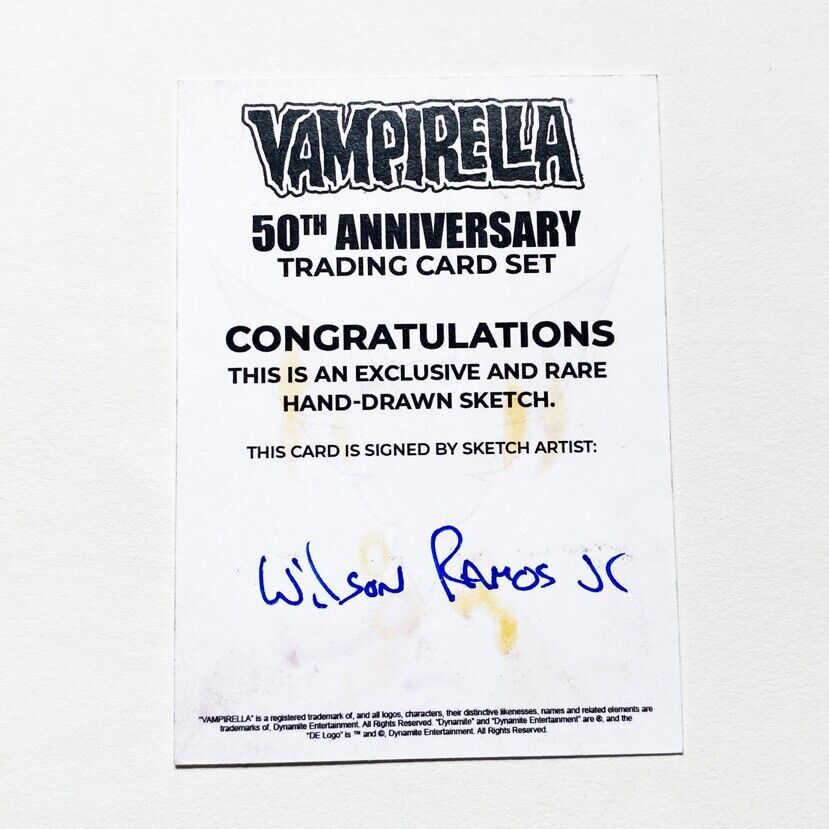 VAMPIRELLA
50TH ANNIVERSARY
TRADING CARD SET
CONGRATULATIONS
THIS IS AN EXCLUSIVE AND RARE
HAND-DRAWN SKETCH.
THIS CARD IS SIGNED BY SKETCH ARTIST:
Wilson Ramos Jr
"VAMPIRELLA" is a registered trademark of, and all logos, characters, their distinctive likenesses, names and related elements are
trademarks of, Dynamite Entertainment. All Rights Reserved. "Dynamite" and "Dynamite Entertainment" are ®, and the
"DE Logo" is ™ and ©, Dynamite Entertainment. All Rights Reserved.